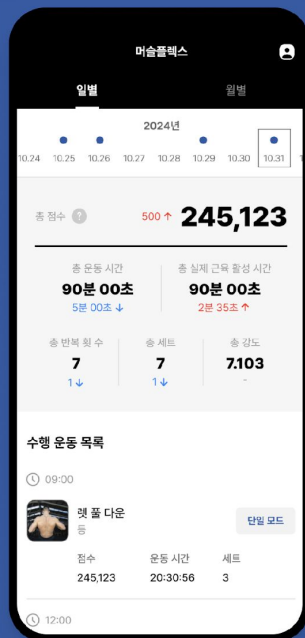 머슬플렉스
일별 월별
2024년
10.24 10.25 10.26 10.27 10.28 10.29 10.30 10.31
총 점수 ? 500 ↑ 245,123
총 운동 시간 총 실제 근육 활성 시간
90분 00초 90분 00초
5분 00초 ↓ 2분 35초 ↑
총 반복 횟 수 총 세트 총 강도
7 7 7.103
1 ↓ 1 ↓ -
수행 운동 목록
09:00
렛 풀 다운
등
단일 모드
점수 운동 시간 세트
245,123 20:30:56 3
12:00